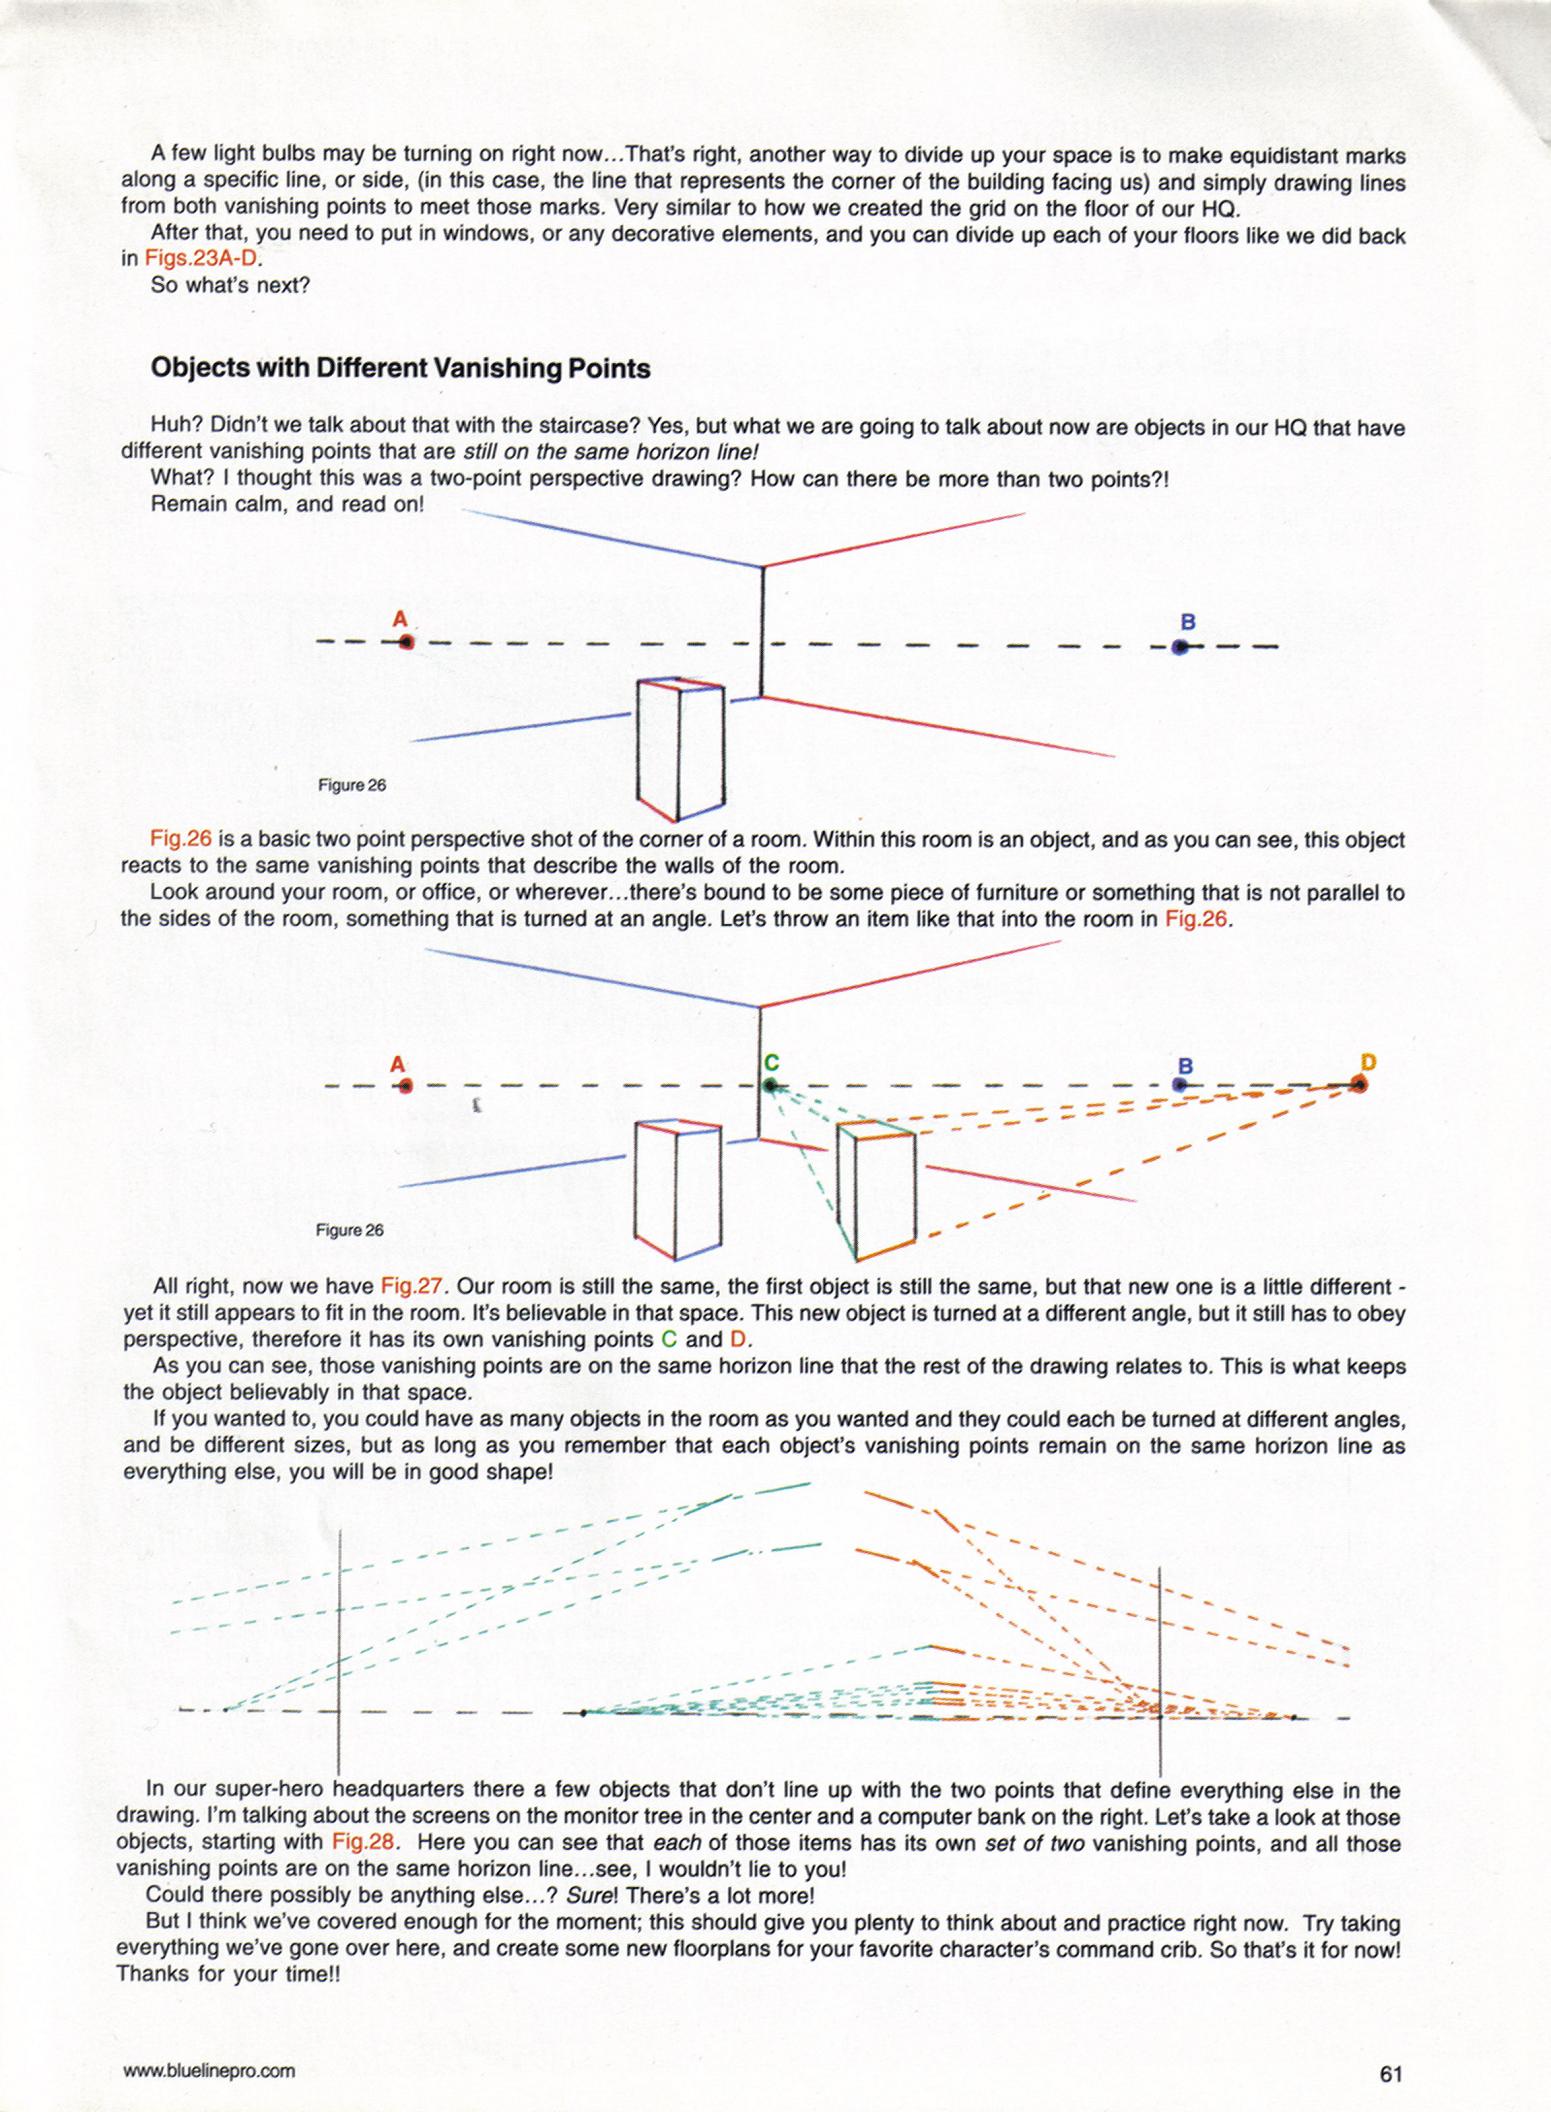 A few light bulbs may be turning on right now...That's right, another way to divide up your space is to make equidistant marks
along a specific line, or side, (in this case, the line that represents the corner of the building facing us) and simply drawing lines
from both vanishing points to meet those marks. Very similar to how we created the grid on the floor of our HQ.
After that, you need to put in windows, or any decorative elements, and you can divide up each of your floors like we did back
in Figs.23A-D.
So what's next?
Objects with Different Vanishing Points
Huh? Didn't we talk about that with the staircase? Yes, but what we are going to talk about now are objects in our HQ that have
different vanishing points that are still on the same horizon line!
What? I thought this was a two-point perspective drawing? How can there be more than two points?!
Remain calm, and read on!
A
B
Figure 26
Fig.26 is a basic two point perspective shot of the corner of a room. Within this room is an object, and as you can see, this object
reacts to the same vanishing points that describe the walls of the room.
Look around your room, or office, or wherever...there's bound to be some piece of furniture or something that is not parallel to
the sides of the room, something that is turned at an angle. Let's throw an item like that into the room in Fig.26.
A
C
B
D
Figure 26
All right, now we have Fig.27. Our room is still the same, the first object is still the same, but that new one is a little different -
yet it still appears to fit in the room. It's believable in that space. This new object is turned at a different angle, but it still has to obey
perspective, therefore it has its own vanishing points C and D.
As you can see, those vanishing points are on the same horizon line that the rest of the drawing relates to. This is what keeps
the object believably in that space.
If you wanted to, you could have as many objects in the room as you wanted and they could each be turned at different angles,
and be different sizes, but as long as you remember that each object's vanishing points remain on the same horizon line as
everything else, you will be in good shape!
In our super-hero headquarters there a few objects that don't line up with the two points that define everything else in the
drawing. I'm talking about the screens on the monitor tree in the center and a computer bank on the right. Let's take a look at those
objects, starting with Fig.28. Here you can see that each of those items has its own set of two vanishing points, and all those
vanishing points are on the same horizon line...see, I wouldn't lie to you!
Could there possibly be anything else...? Sure! There's a lot more!
But I think we've covered enough for the moment; this should give you plenty to think about and practice right now. Try taking
everything we've gone over here, and create some new floorplans for your favorite character's command crib. So that's it for now!
Thanks for your time!!
www.bluelinepro.com
61